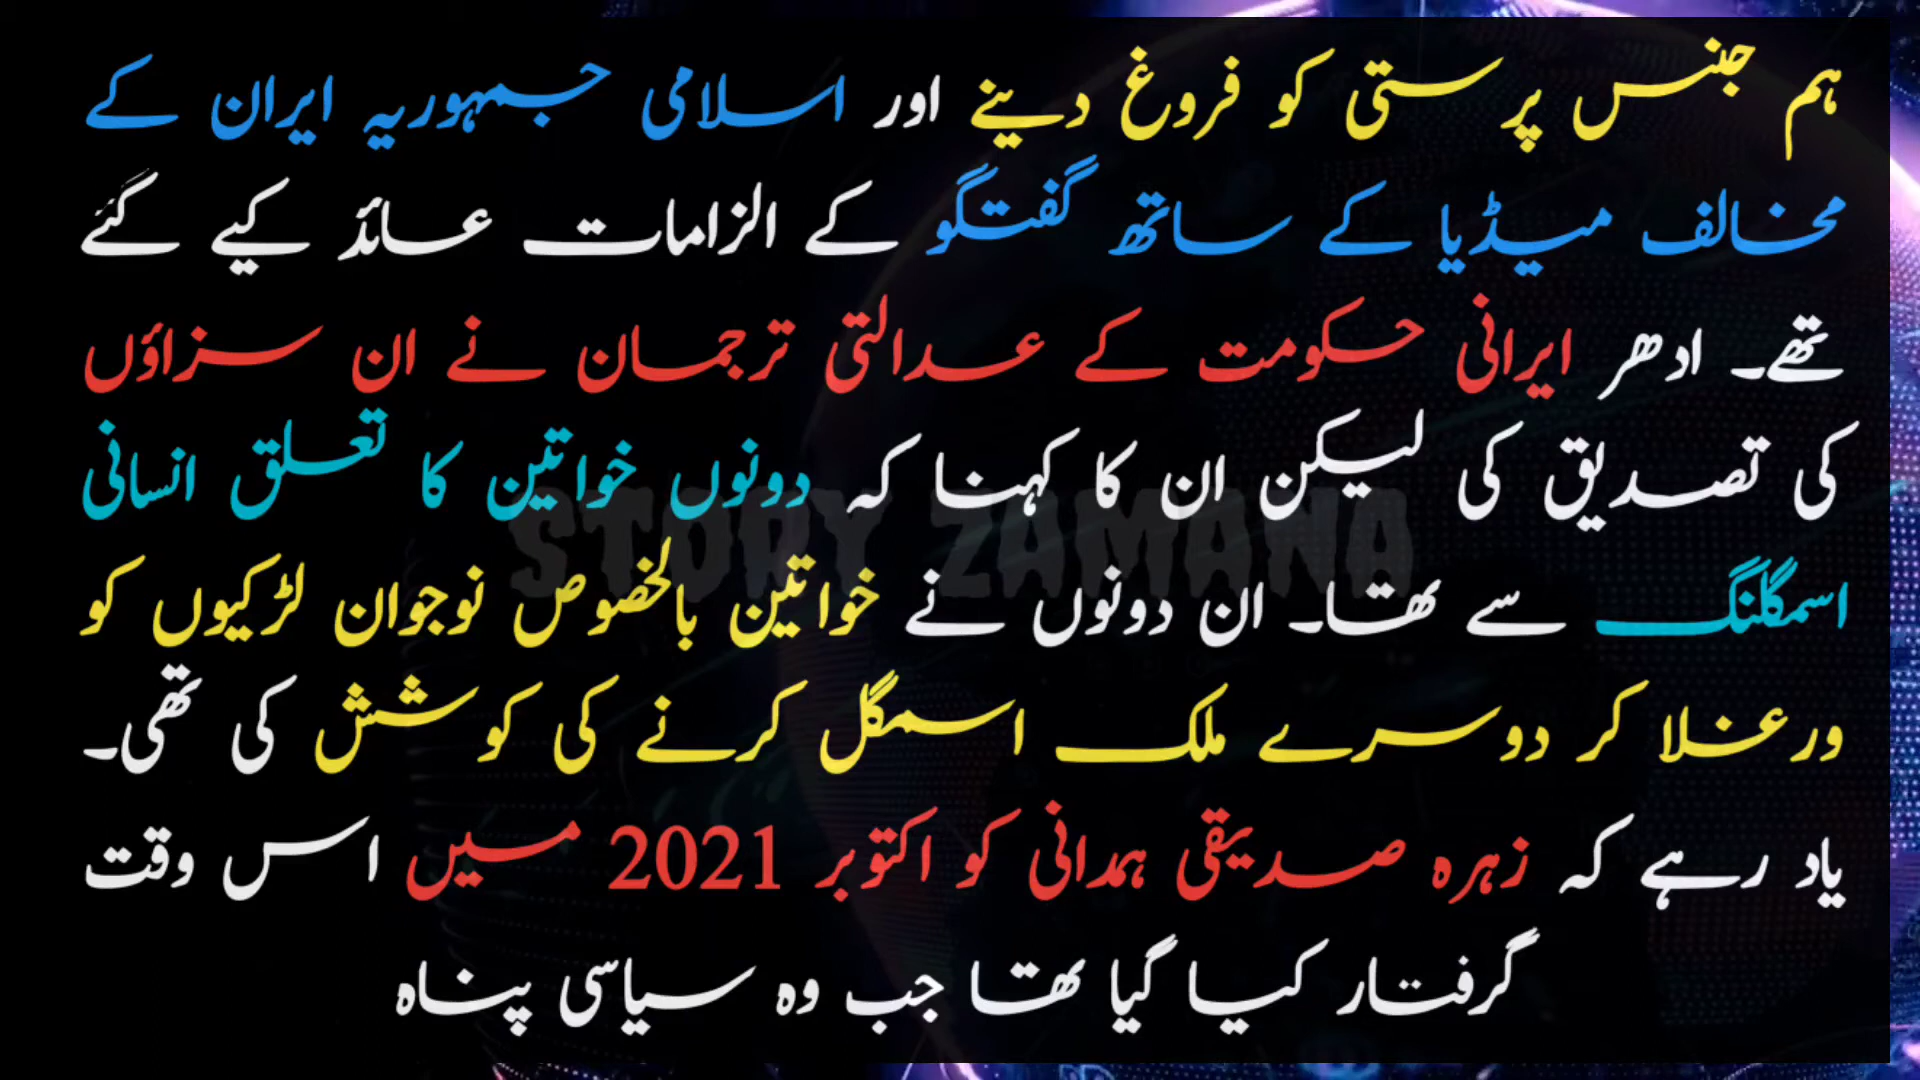 ہم جنس پرستی کو فروغ دینے اور اسلامی جمہوریہ ایران کے
مخالف میڈیا کے ساتھ گفتگو کے الزامات عائد کیے گئے
تھے۔ ادھر ایرانی حکومت کے عدالتی ترجمان نے ان سزاؤں
کی تصدیق کی لیکن ان کا کہنا کہ دونوں خواتین کا تعلق انسانی
اسمگلنگ سے تھا۔ ان دونوں نے خواتین بالخصوص نوجوان لڑکیوں کو
ورغلا کر دوسرے ملک اسمگل کرنے کی کوشش کی تھی۔
یاد رہے کہ زہرہ صدیقی ہمدانی کو اکتوبر 2021 میں اس وقت
گرفتار کیا گیا تھا جب وہ سیاسی پناہ
STORY ZAMANA